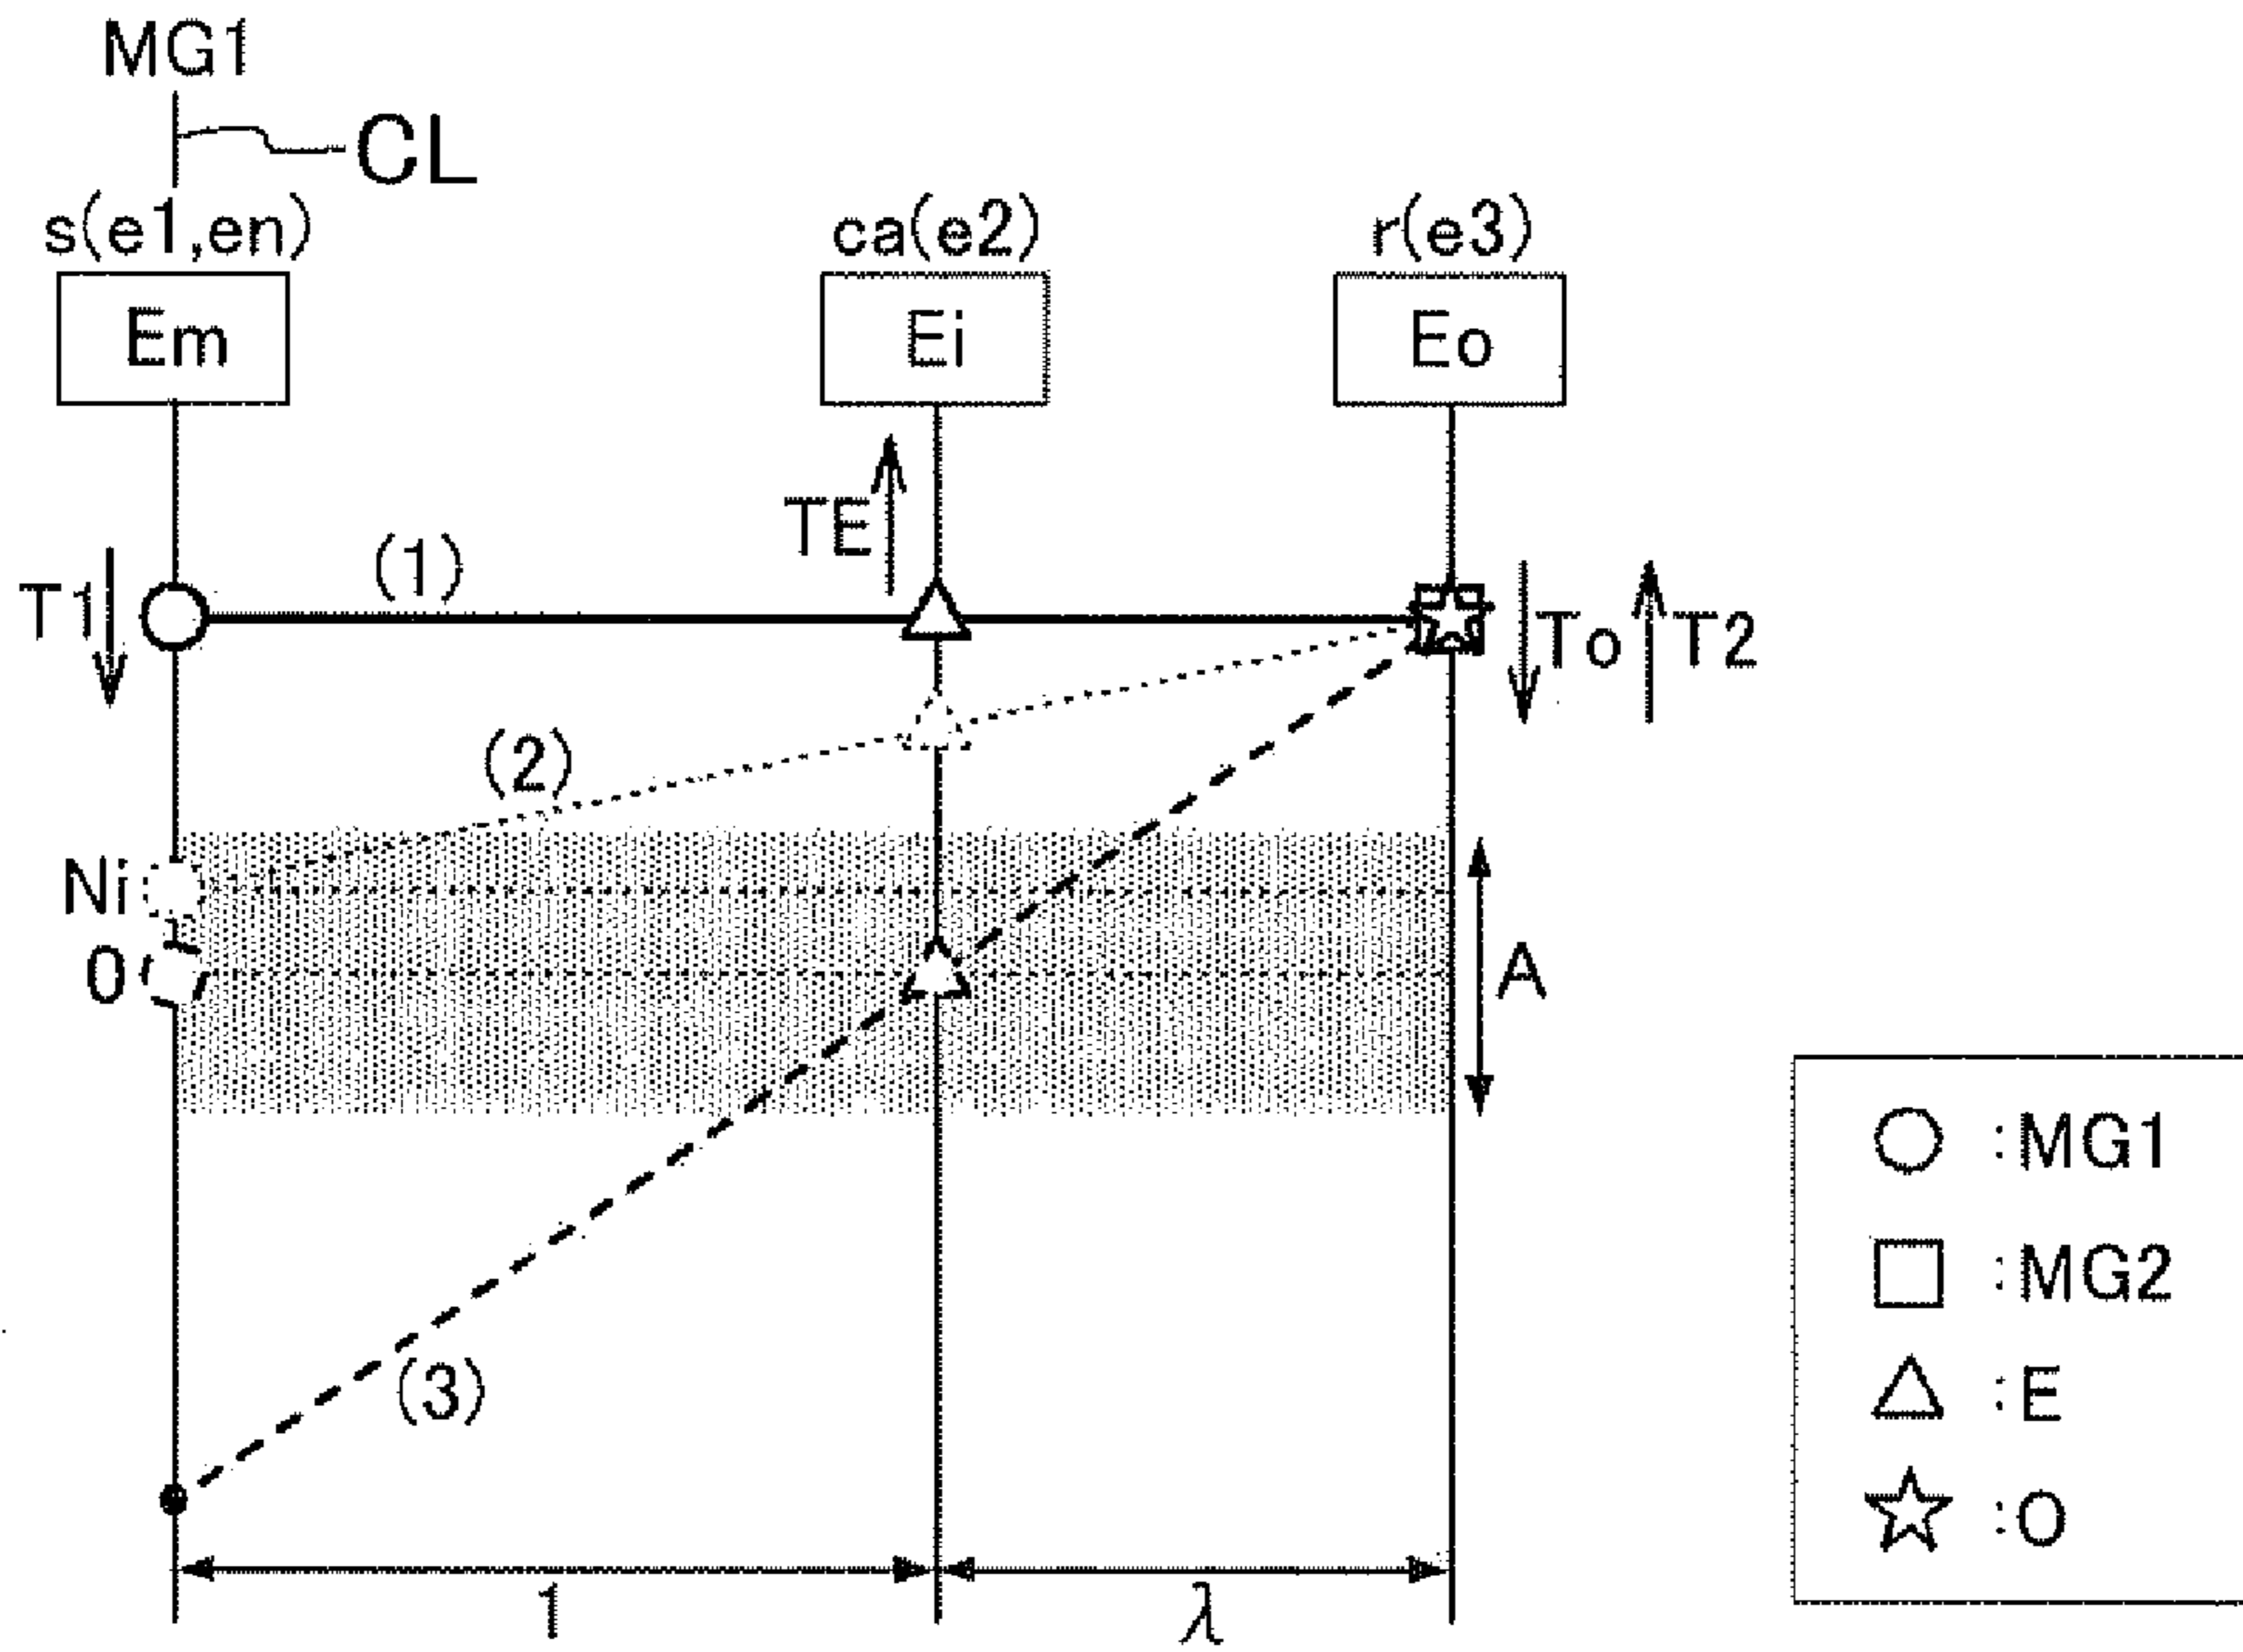 MG1
CL
s(e1,en) ca(e2) r(e3)
Em Ei Eo
TE
(1)
T1 To T2
(2)
Ni
0 A
:MG1
:MG2
(3) :E
:O
1 λ